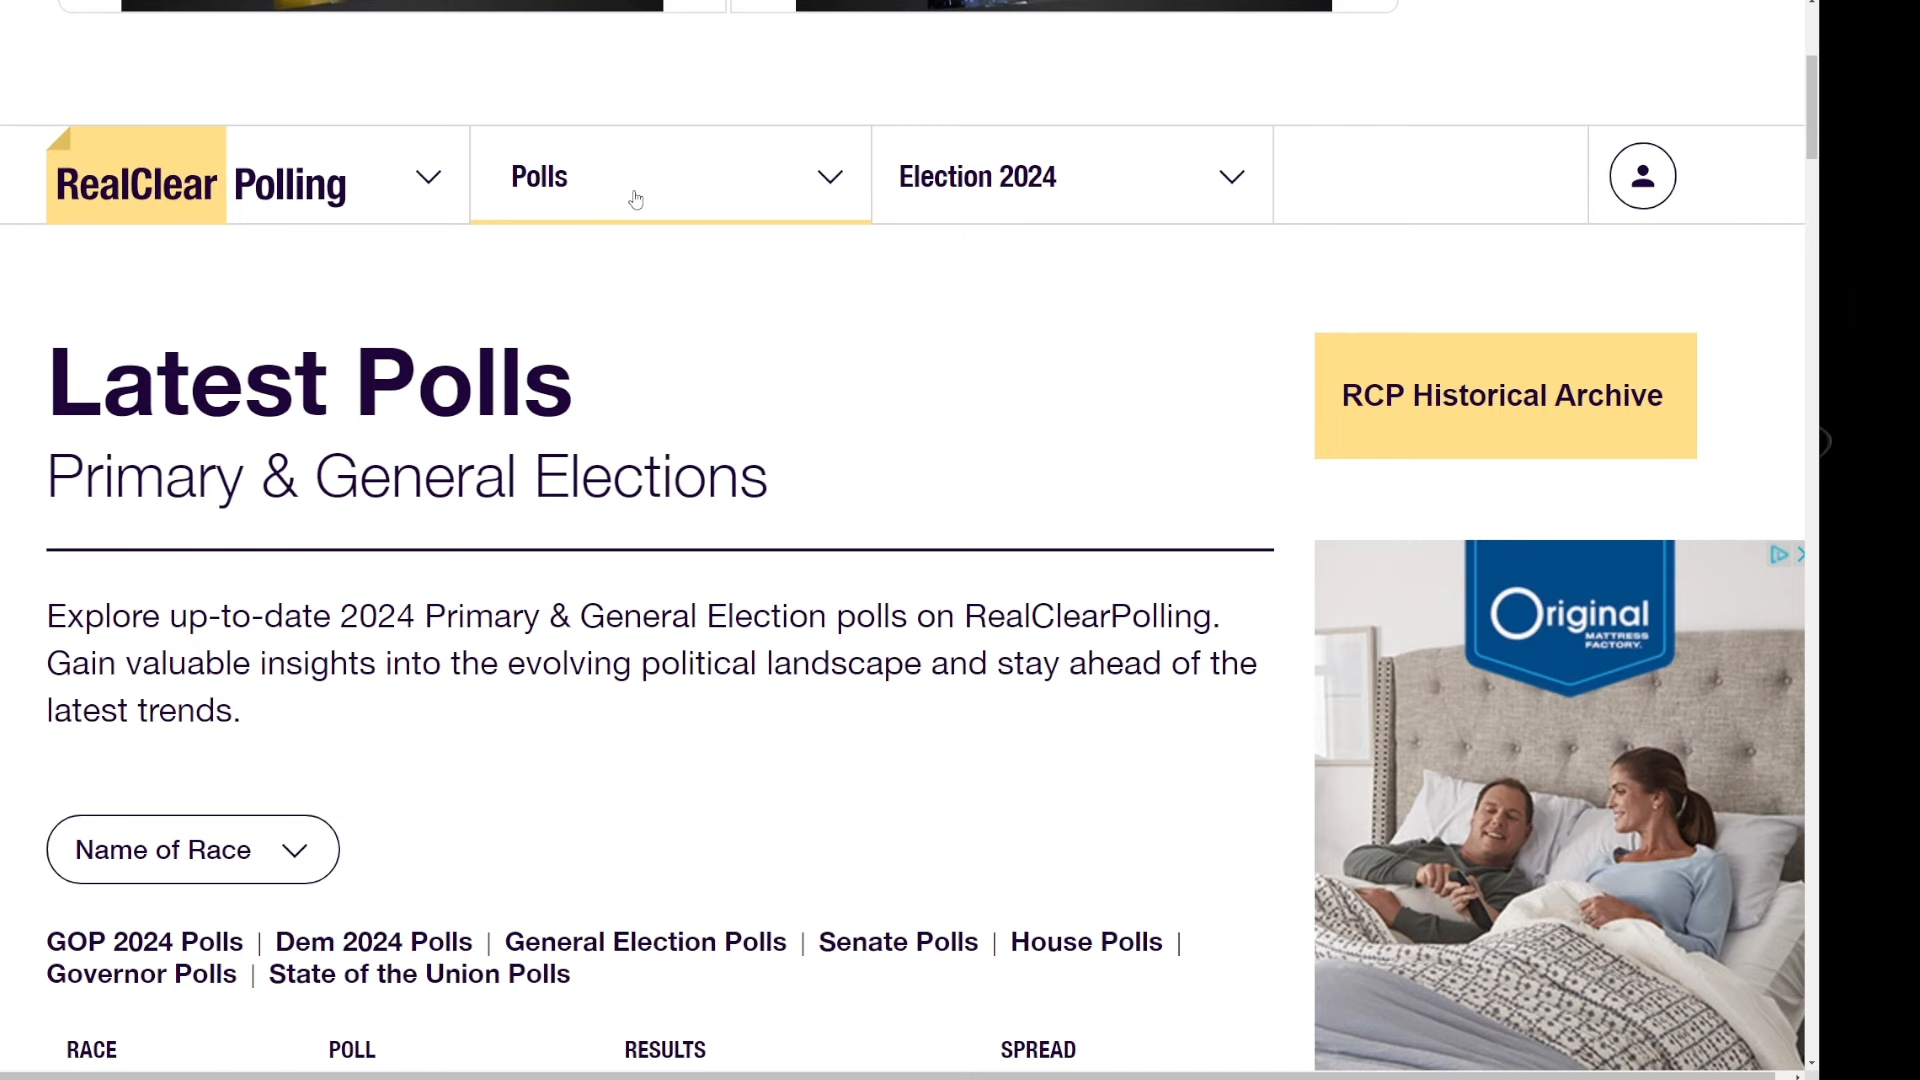 RealClear Polling
Polls
Election 2024
Latest Polls
Primary & General Elections
RCP Historical Archive
Explore up-to-date 2024 Primary & General Election polls on RealClearPolling.
Gain valuable insights into the evolving political landscape and stay ahead of the
latest trends.
Original
MATTRESS
FACTORY.
Name of Race
GOP 2024 Polls | Dem 2024 Polls | General Election Polls | Senate Polls | House Polls |
Governor Polls | State of the Union Polls
RACE POLL RESULTS SPREAD